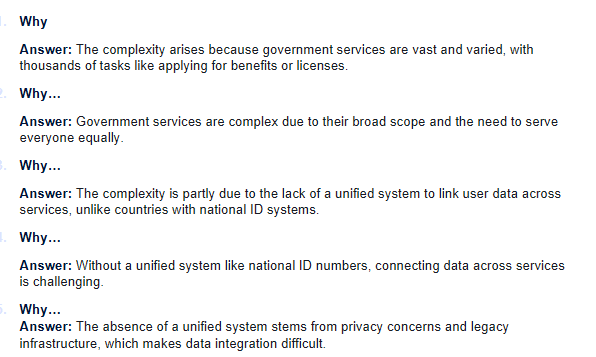 1. Why
Answer: The complexity arises because government services are vast and varied, with
thousands of tasks like applying for benefits or licenses.
2. Why...
Answer: Government services are complex due to their broad scope and the need to serve
everyone equally.
3. Why...
Answer: The complexity is partly due to the lack of a unified system to link user data across
services, unlike countries with national ID systems.
4. Why...
Answer: Without a unified system like national ID numbers, connecting data across services
is challenging.
5. Why...
Answer: The absence of a unified system stems from privacy concerns and legacy
infrastructure, which makes data integration difficult.